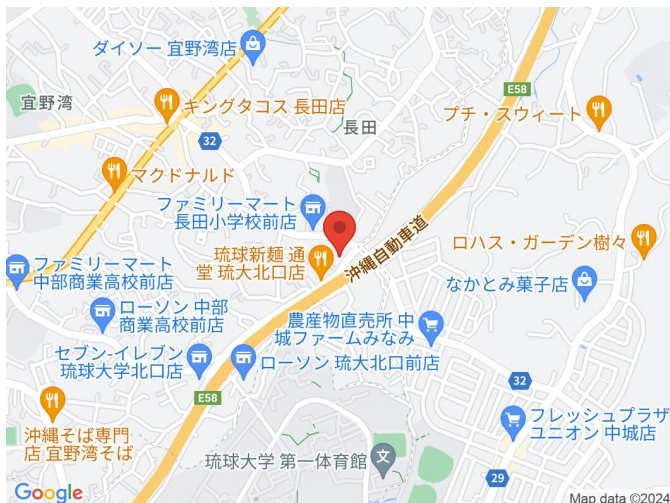 ダイソー 宜野湾店
E58
宜野湾
キングタコス 長田店
プチ・スウィート
長田
32
マクドナルド
ファミリーマート
長田小学校前店
沖縄自動車道
ロハス・ガーデン樹々
琉球新麺 通
堂 琉大北口店
ファミリーマート
中部商業高校前店
なかとみ菓子店
ローソン 中部
商業高校前店
農産物直売所 中
城ファームみなみ
セブン-イレブン
琉球大学北口店
ローソン 琉大北口前店
32
E58
フレッシュプラザ
ユニオン 中城店
沖縄そば専門
店 宜野湾そば
琉球大学 第一体育館
文
29
Google
Map data ©2024